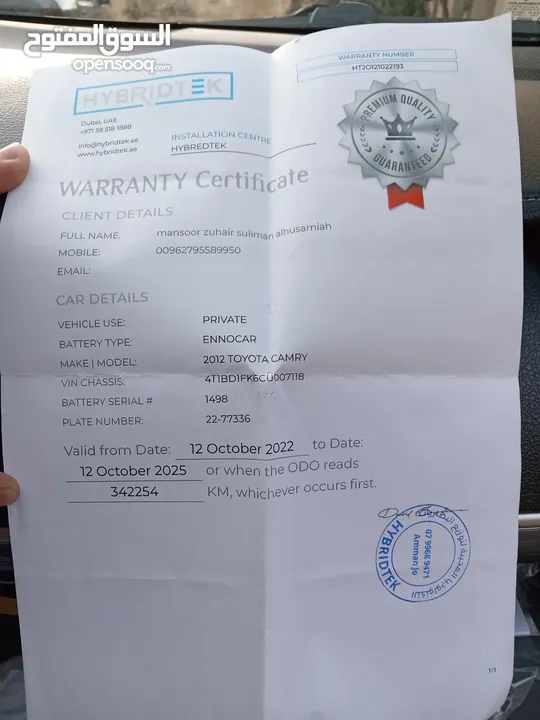 السوق المفتوح
opensooq.com
WARRANTY NUMBER
HTJO121022193
HYBRIDTEK
Dubai, UAE
+971 58 518 1888
info@hybridtek.ae
www.hybridtek.ae
INSTALLATION CENTRE
HYBREDTEK
PREMIUM QUALITY
GUARANTEED
WARRANTY Certificate
CLIENT DETAILS
FULL NAME: mansoor zuhair suliman alhusamiah
MOBILE: 00962795589950
EMAIL:
CAR DETAILS
VEHICLE USE: PRIVATE
BATTERY TYPE: ENNOCAR
MAKE | MODEL: 2012 TOYOTA CAMRY
VIN CHASSIS: 4T1BD1FK6CU007118
BATTERY SERIAL # 1498
PLATE NUMBER: 22-77336
Valid from Date: 12 October 2022 to Date:
12 October 2025 or when the ODO reads
342254 KM, whichever occurs first.
07 9968 9471
Amman Jo
HYBRIDTEK
1/1